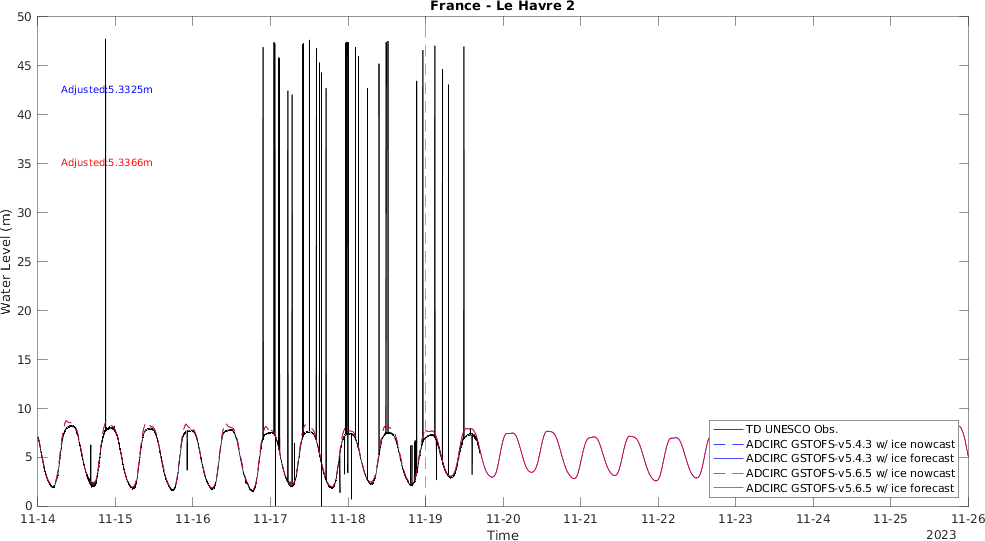 France - Le Havre 2
50
45
40
35
30
25
20
15
10
5
0
Water Level (m)
Adjusted:5.3325m
Adjusted:5.3366m
TD UNESCO Obs.
ADCIRC GSTOFS-v5.4.3 w/ ice nowcast
ADCIRC GSTOFS-v5.4.3 w/ ice forecast
ADCIRC GSTOFS-v5.6.5 w/ ice nowcast
ADCIRC GSTOFS-v5.6.5 w/ ice forecast
11-14 11-15 11-16 11-17 11-18 11-19 11-20 11-21 11-22 11-23 11-24 11-25 11-26
Time
2023